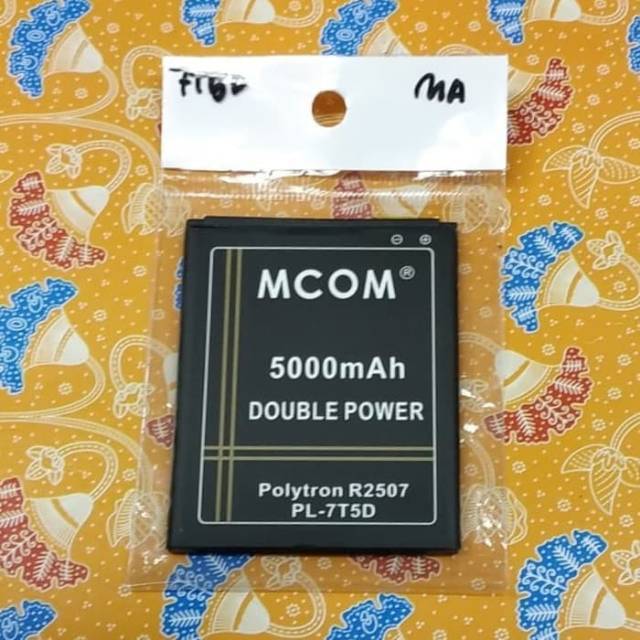 MA
⊖ ⊕
MCOM®
5000mAh
DOUBLE POWER
Polytron R2507
PL-7T5D